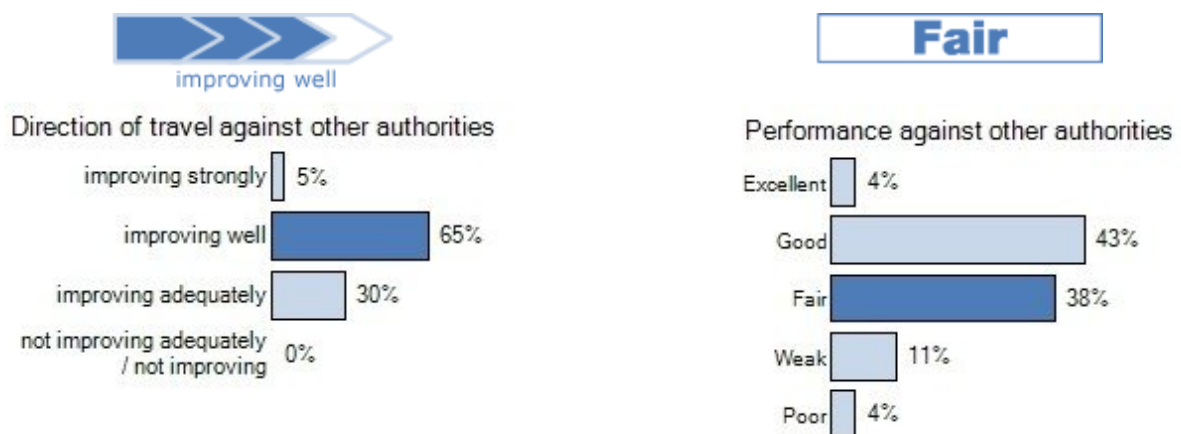 improving well
Direction of travel against other authorities
improving strongly 5%
improving well 65%
improving adequately 30%
not improving adequately
/ not improving 0%
Fair
Performance against other authorities
Excellent 4%
Good 43%
Fair 38%
Weak 11%
Poor 4%